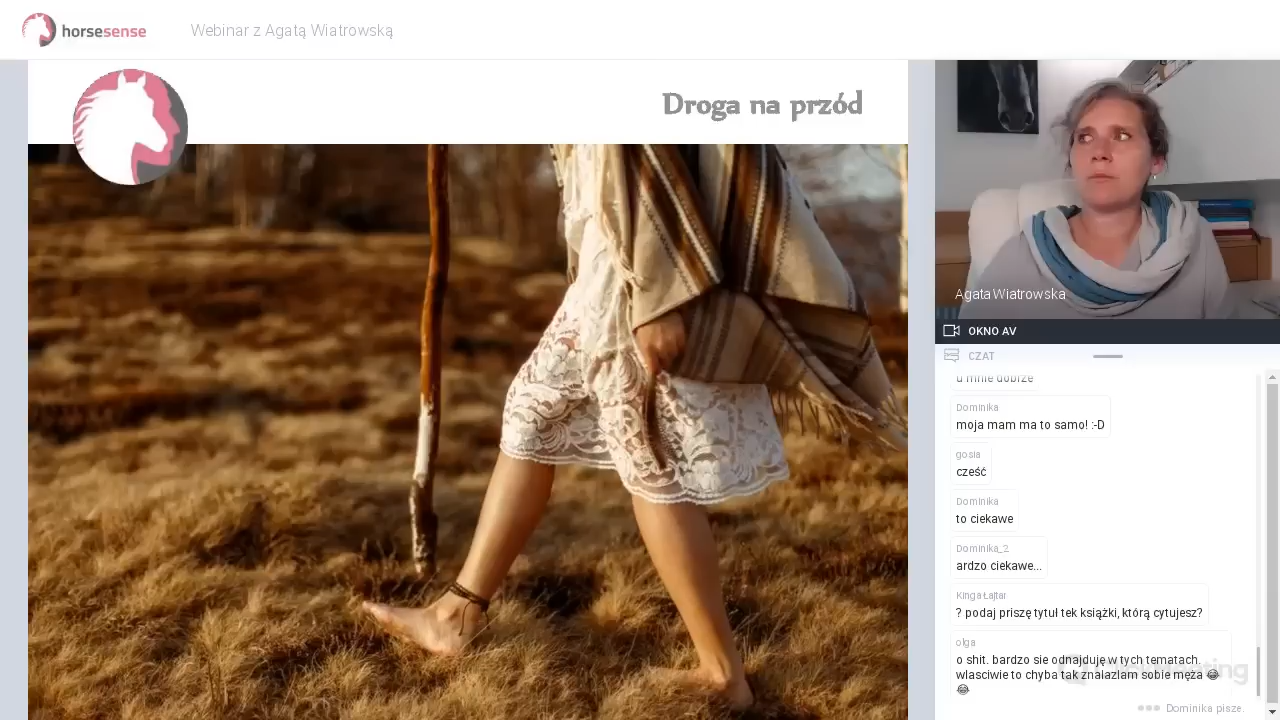 horsesense
Webinar z Agatą Wiatrowską
Droga na przód
Agata Wiatrowska
OKNO AV
CZAT
u mnie dobrze
Dominika
moja mam ma to samo! :-D
gosia
cześć
Dominika
to ciekawe
Dominika_2
ardzo ciekawe...
Kinga Łajtar
? podaj priszę tytuł tek książki, którą cytujesz?
olga
o shit. bardzo sie odnajduję w tych tematach.
wlasciwie to chyba tak znalazlam sobie męża 😂
😂
Dominika pisze.